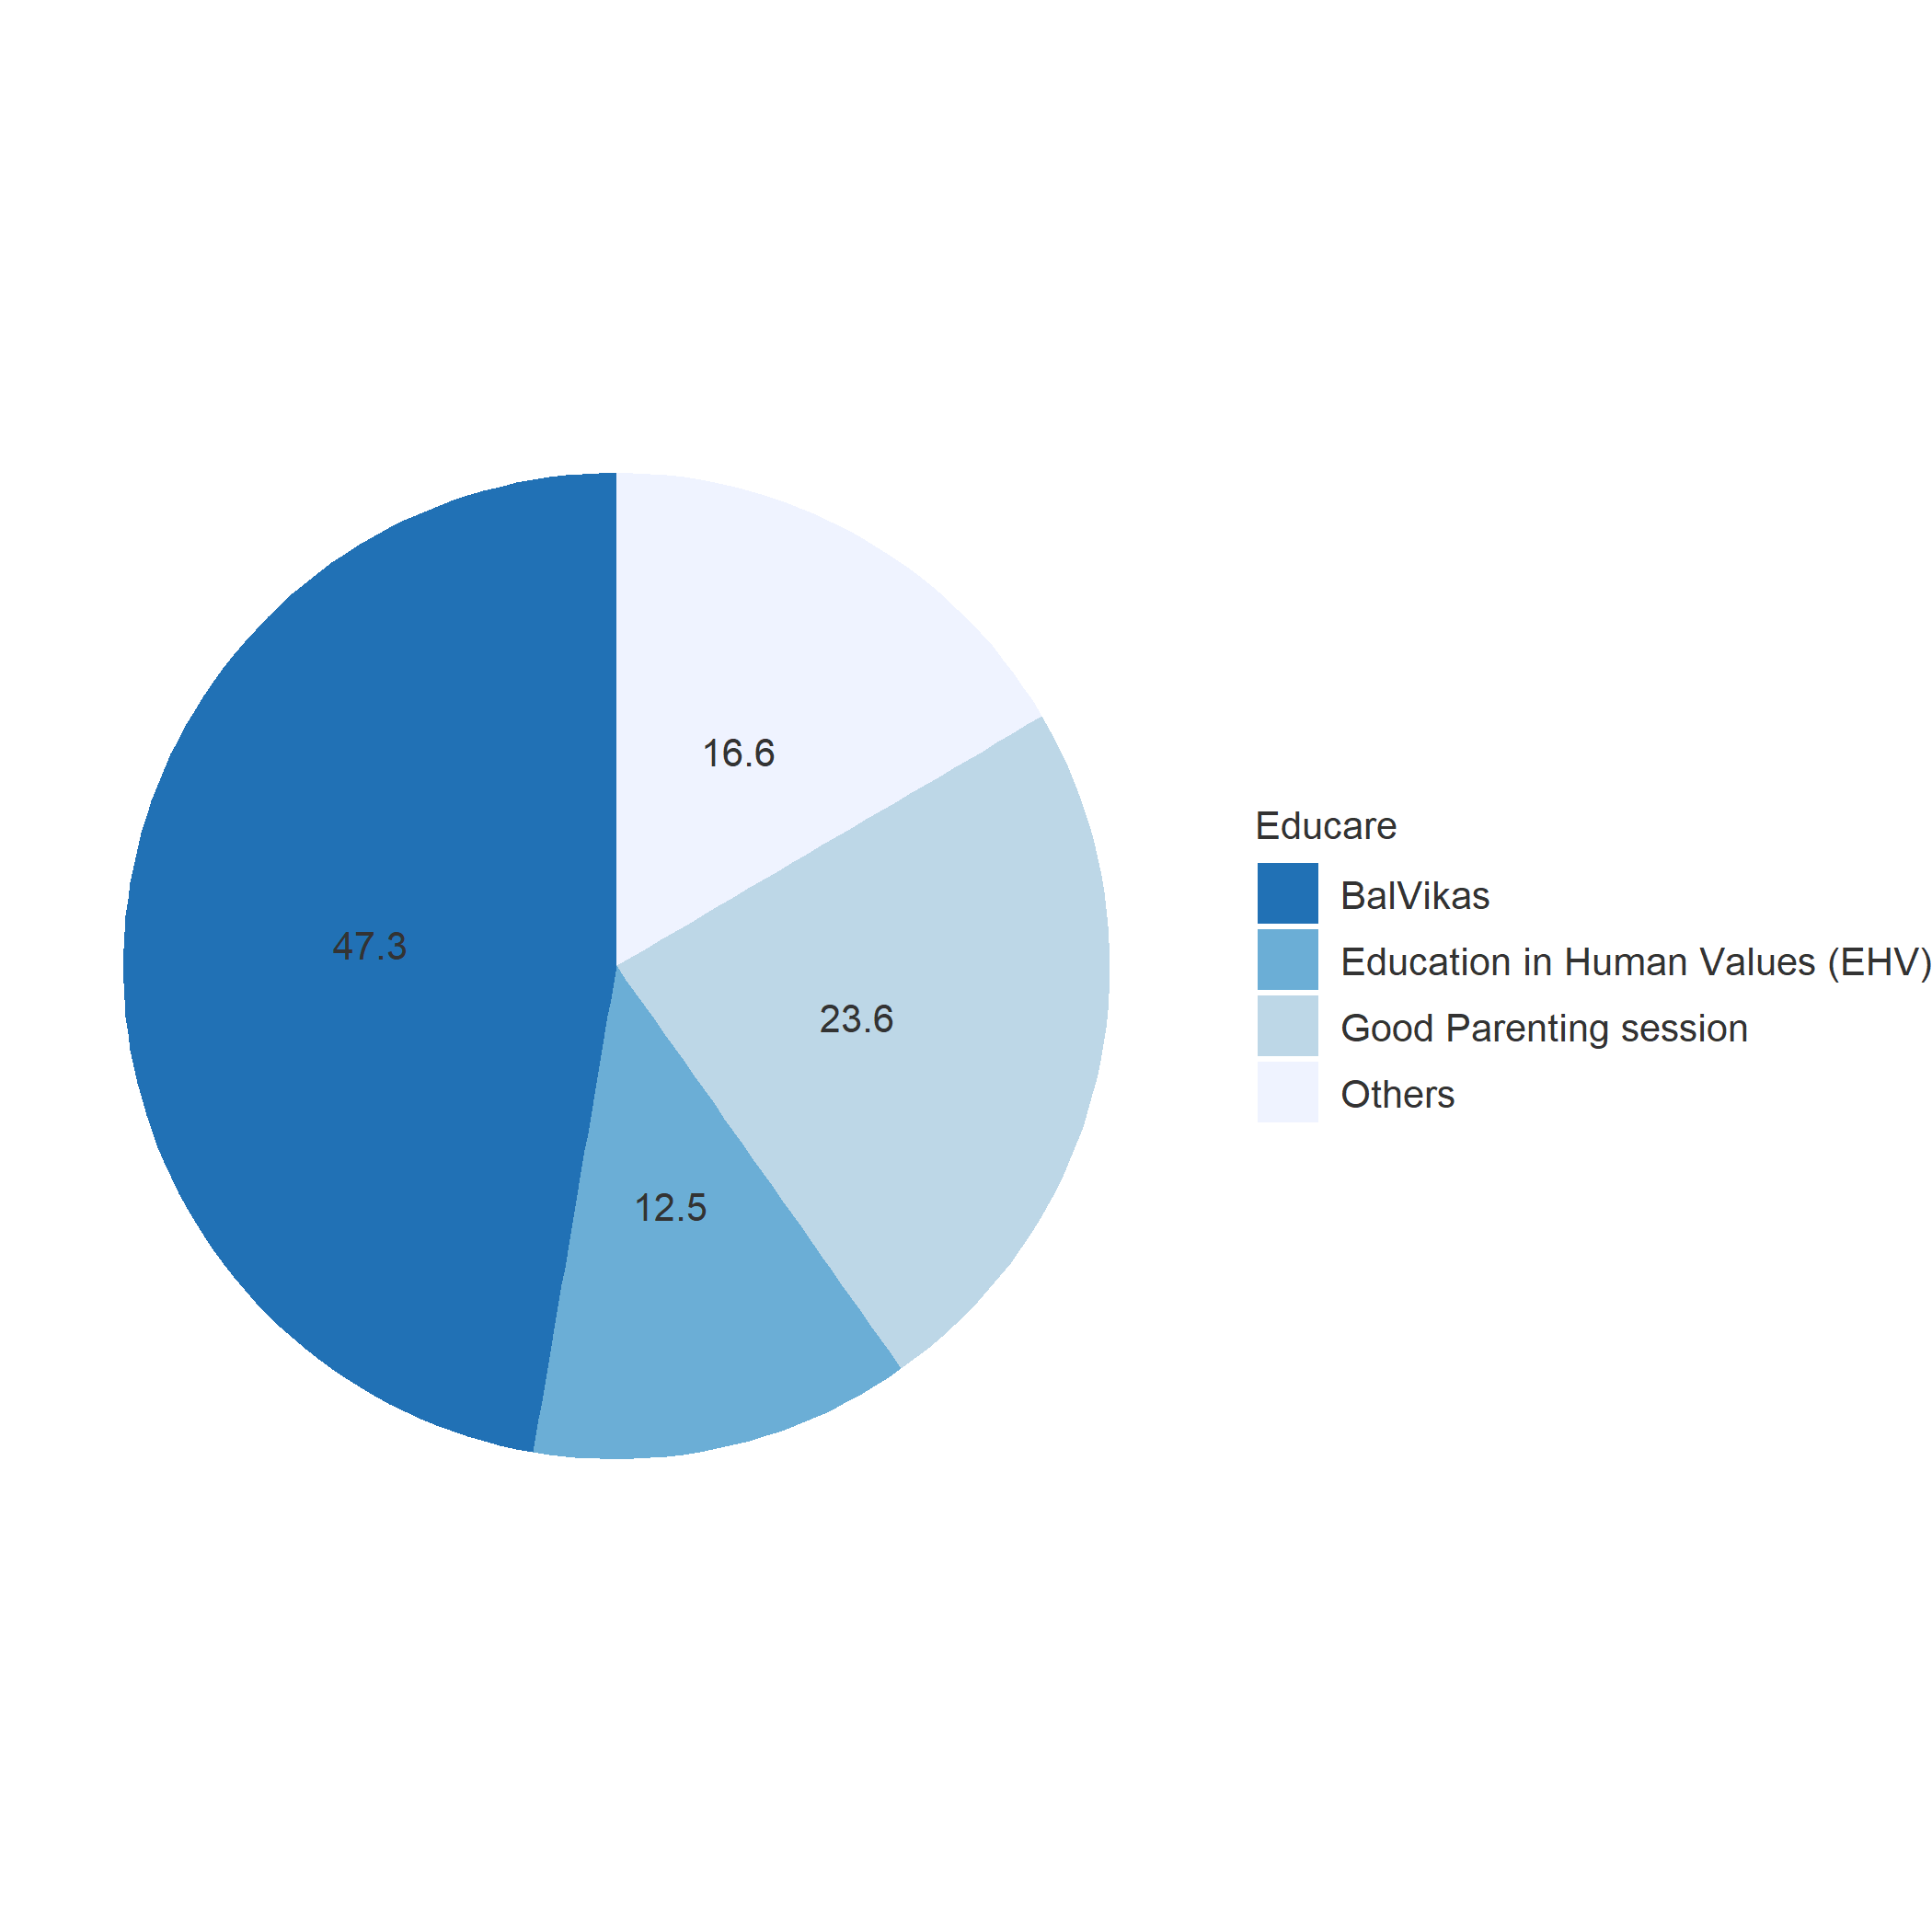 16.6
47.3
23.6
12.5
Educare
BalVikas
Education in Human Values (EHV)
Good Parenting session
Others